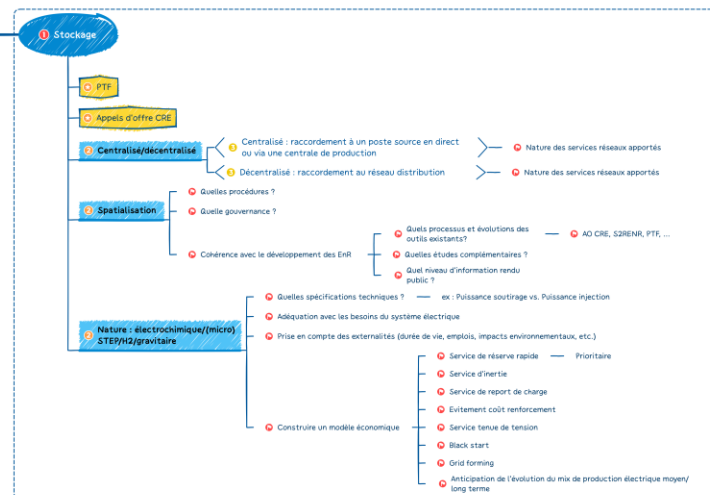 Stockage
PTF
Appels d'offre CRE
Centralisé/décentralisé
Centralisé : raccordement à un poste source en direct
ou via une centrale de production
Nature des services réseaux apportés
Décentralisé : raccordement au réseau distribution
Nature des services réseaux apportés
Spatialisation
Quelles procédures ?
Quelle gouvernance ?
Cohérence avec le développement des EnR
Quels processus et évolutions des
outils existants?
AO CRE, S2RENR, PTF, ...
Quelles études complémentaires ?
Quel niveau d'information rendu
public ?
Nature : électrochimique/(micro)
STEP/H2/gravitaire
Quelles spécifications techniques ?
ex : Puissance soutirage vs. Puissance injection
Adéquation avec les besoins du système électrique
Prise en compte des externalités (durée de vie, emplois, impacts environnementaux, etc.)
Construire un modèle économique
Service de réserve rapide
Prioritaire
Service d'inertie
Service de report de charge
Evitement coût renforcement
Service tenue de tension
Black start
Grid forming
Anticipation de l'évolution du mix de production électrique moyen/
long terme